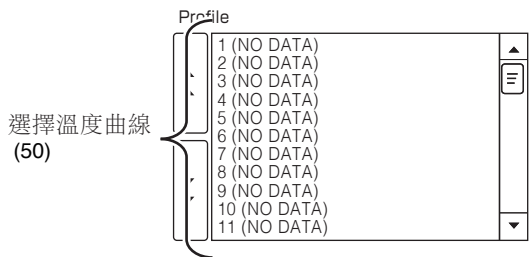 Profile
1 (NO DATA)
2 (NO DATA)
3 (NO DATA)
4 (NO DATA)
5 (NO DATA)
6 (NO DATA)
7 (NO DATA)
8 (NO DATA)
9 (NO DATA)
10 (NO DATA)
11 (NO DATA)
選擇溫度曲線
(50)